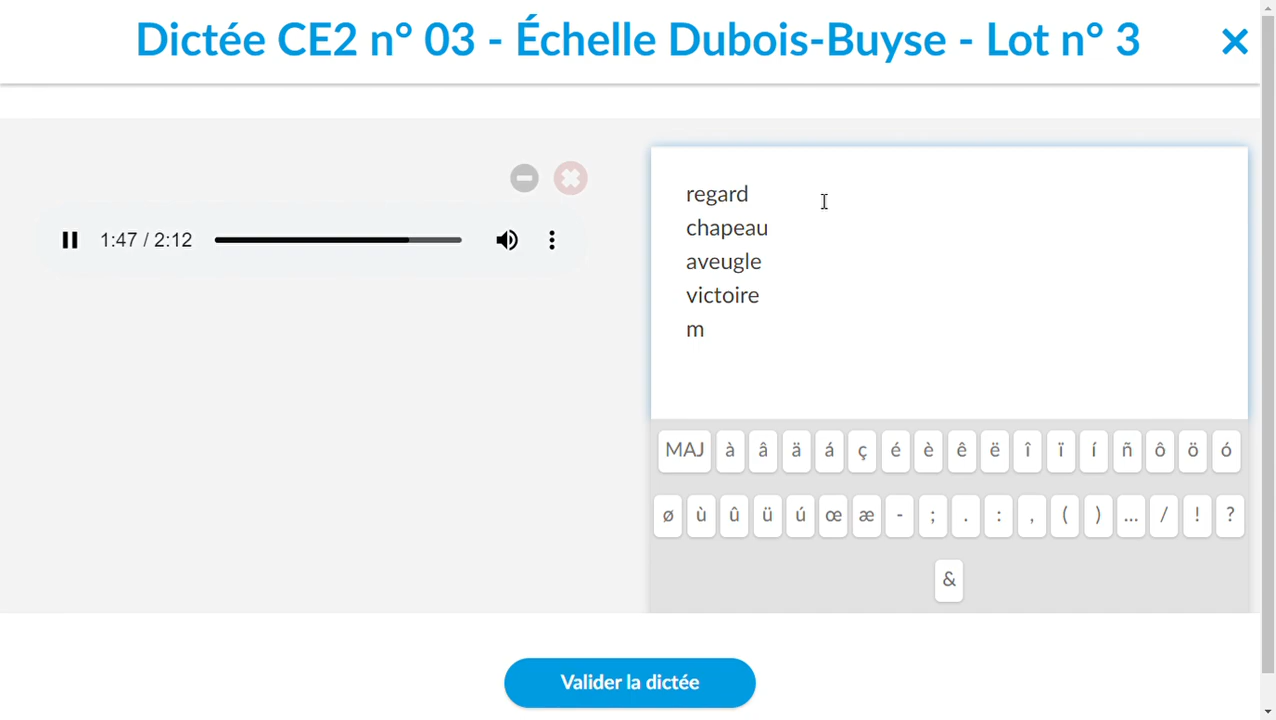 Dictée CE2 n° 03 - Échelle Dubois-Buyse - Lot n° 3
1:47 / 2:12
regard
chapeau
aveugle
victoire
m
MAJ à â ä á ç é è ê ë î ï í ñ ô ö ó
ø ù û ü ú œ æ - ; . : , ( ) ... / ! ?
&
Valider la dictée